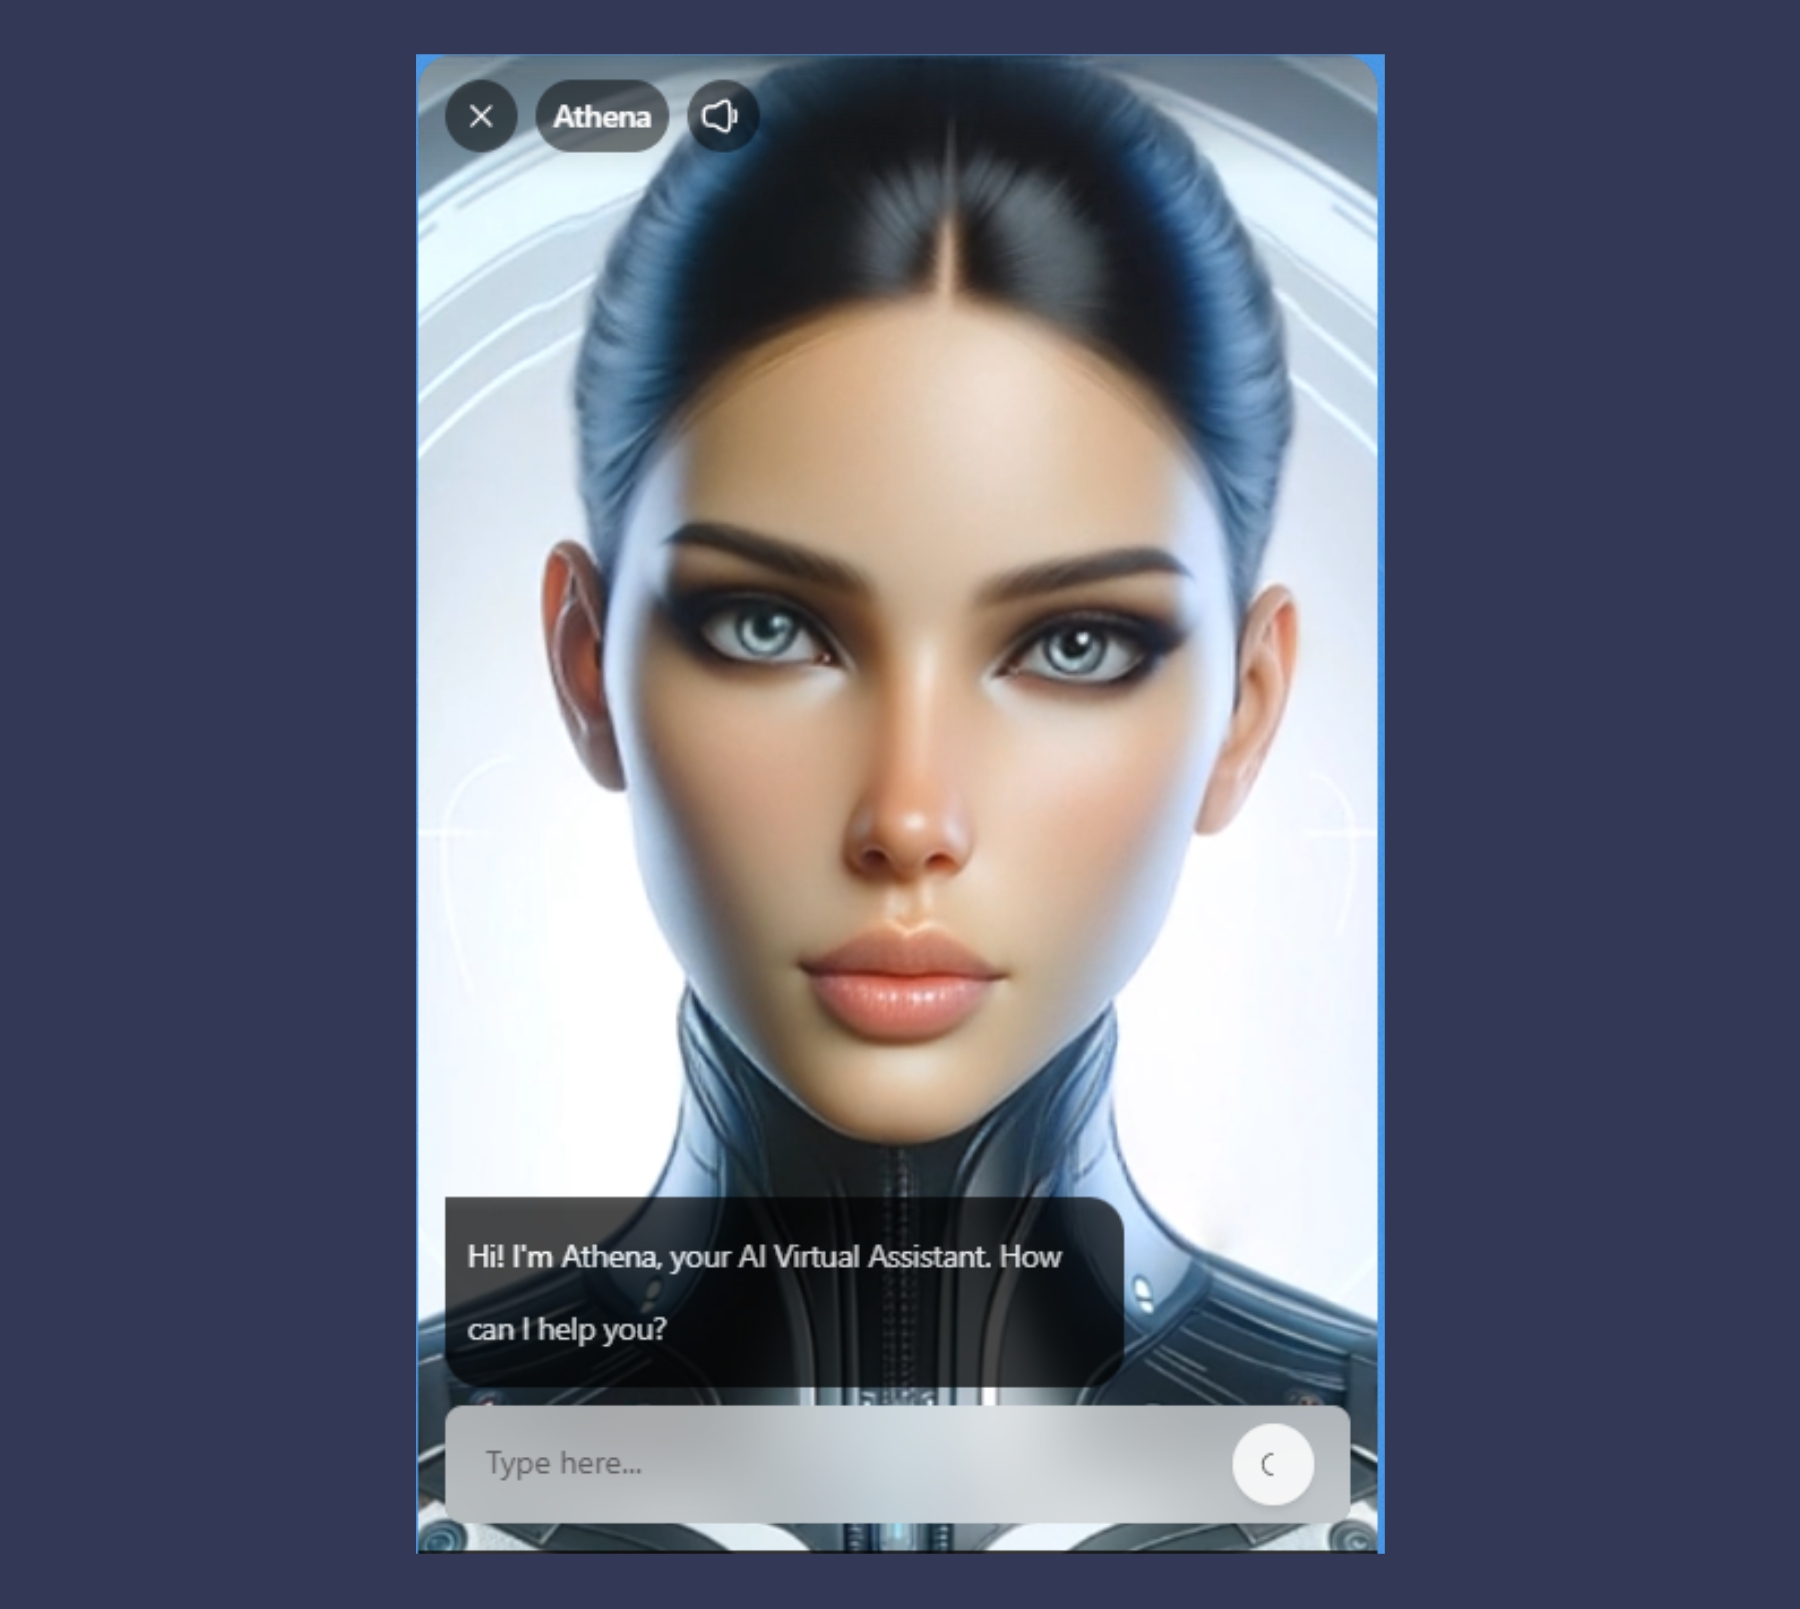 Athena
Hi! I'm Athena, your AI Virtual Assistant. How
can I help you?
Type here...